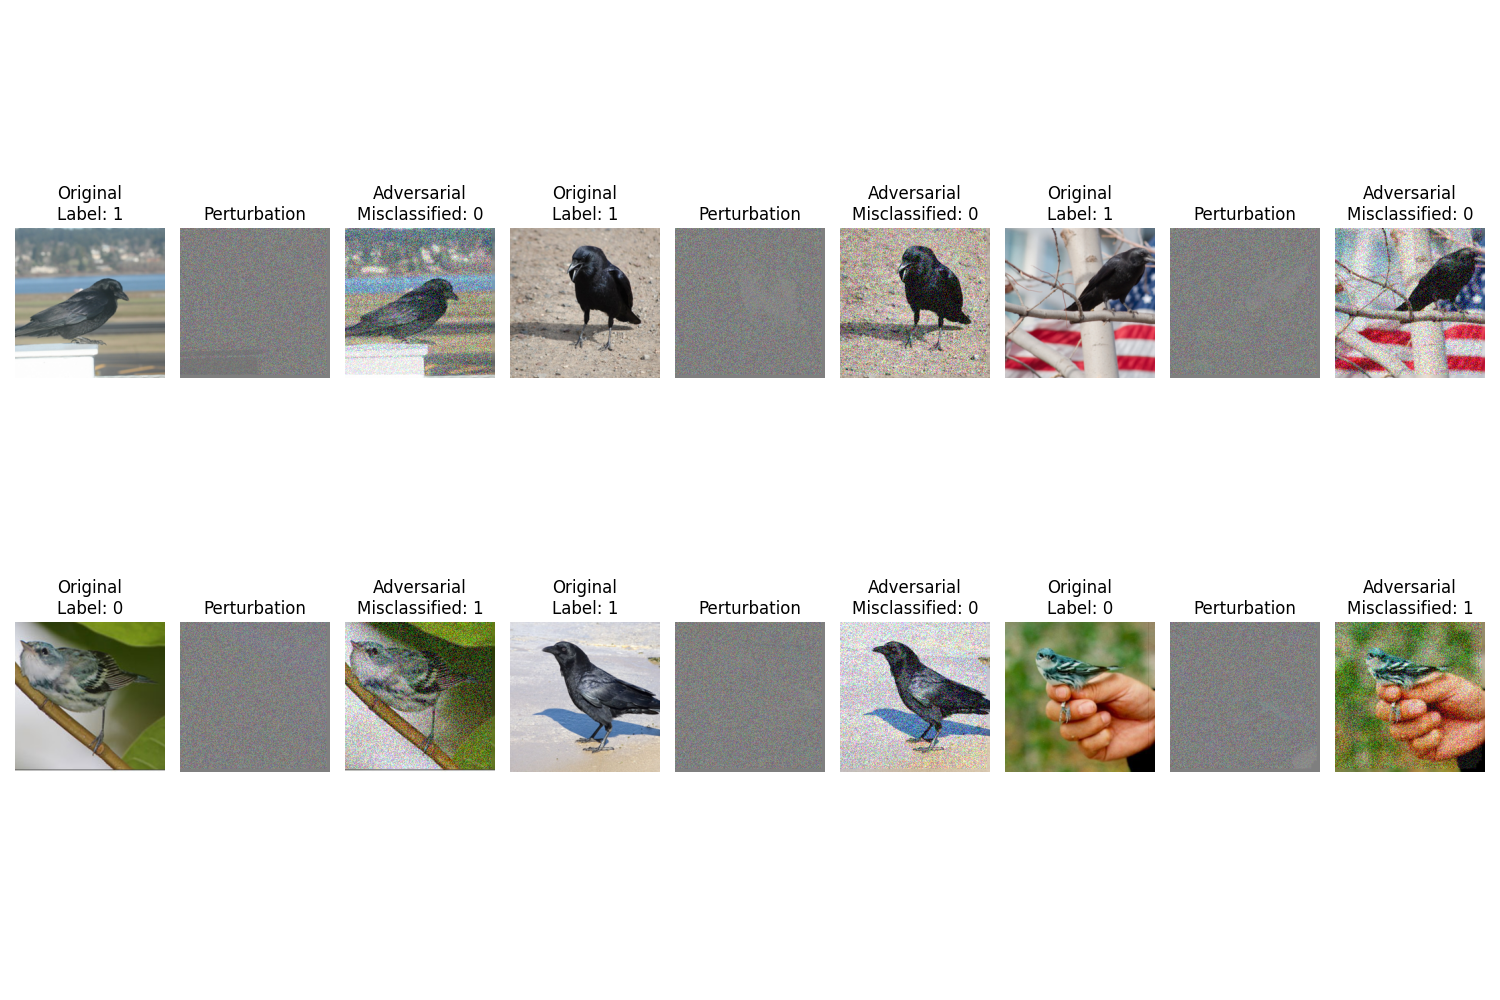 Original
Label: 1
Perturbation
Adversarial
Misclassified: 0
Original
Label: 1
Perturbation
Adversarial
Misclassified: 0
Original
Label: 1
Perturbation
Adversarial
Misclassified: 0
Original
Label: 0
Perturbation
Adversarial
Misclassified: 1
Original
Label: 1
Perturbation
Adversarial
Misclassified: 0
Original
Label: 0
Perturbation
Adversarial
Misclassified: 1